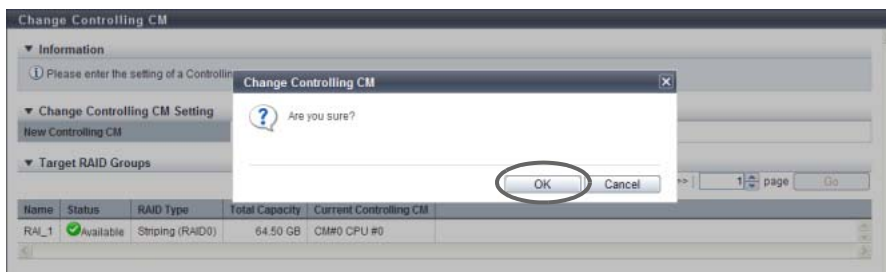 Change Controlling CM
Information
Please enter the setting of a Controllin
Change Controlling CM Setting
New Controlling CM
Change Controlling CM
Are you sure?
OK
Cancel
Target RAID Groups
>> | 1 page Go
Name Status RAID Type Total Capacity Current Controlling CM
RAI_1 Available Striping (RAID0) 64.50 GB CM#0 CPU #0